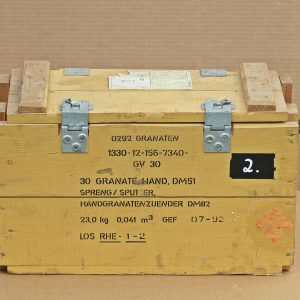 0292 GRANATEN
1330-12-156-7340-
GV 30
2.
30 GRANATE, HAND, DM51
SPRENG/SPLITTER,
HANDGRANATENZUENDER DM82
23,0 kg 0,041 m³ GEF 07-92
LOS RHE-1-2